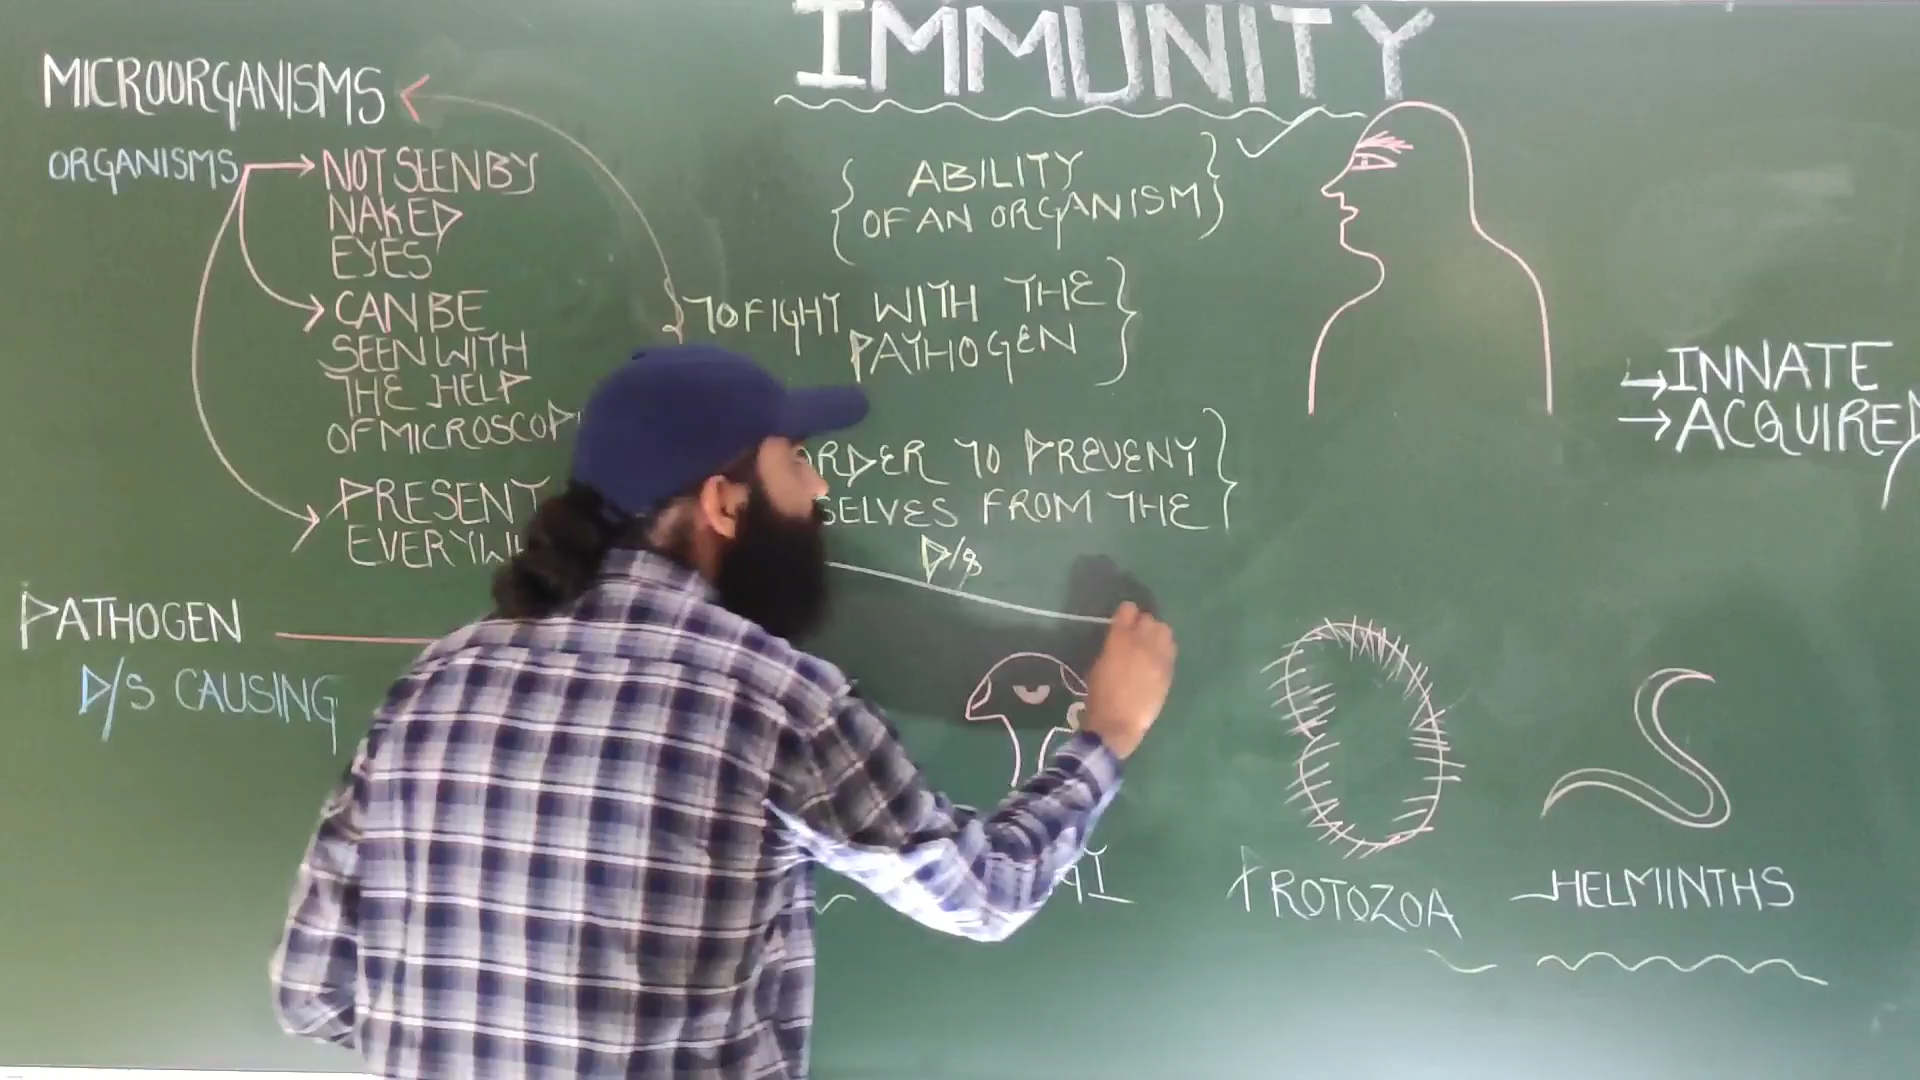 IMMUNITY
MICROORGANISMS
ORGANISMS
NOT SEEN BY
NAKED
EYES
CAN BE
SEEN WITH
THE HELP
OF MICROSCOP
PRESENT
EVERYWH
ABILITY
OF AN ORGANISM
TO FIGHT WITH THE
PATHOGEN
ORDER TO PREVENT
SELVES FROM THE
D/s
INNATE
ACQUIRED
PATHOGEN
D/S CAUSING
GI
PROTOZOA
HELMINTHS